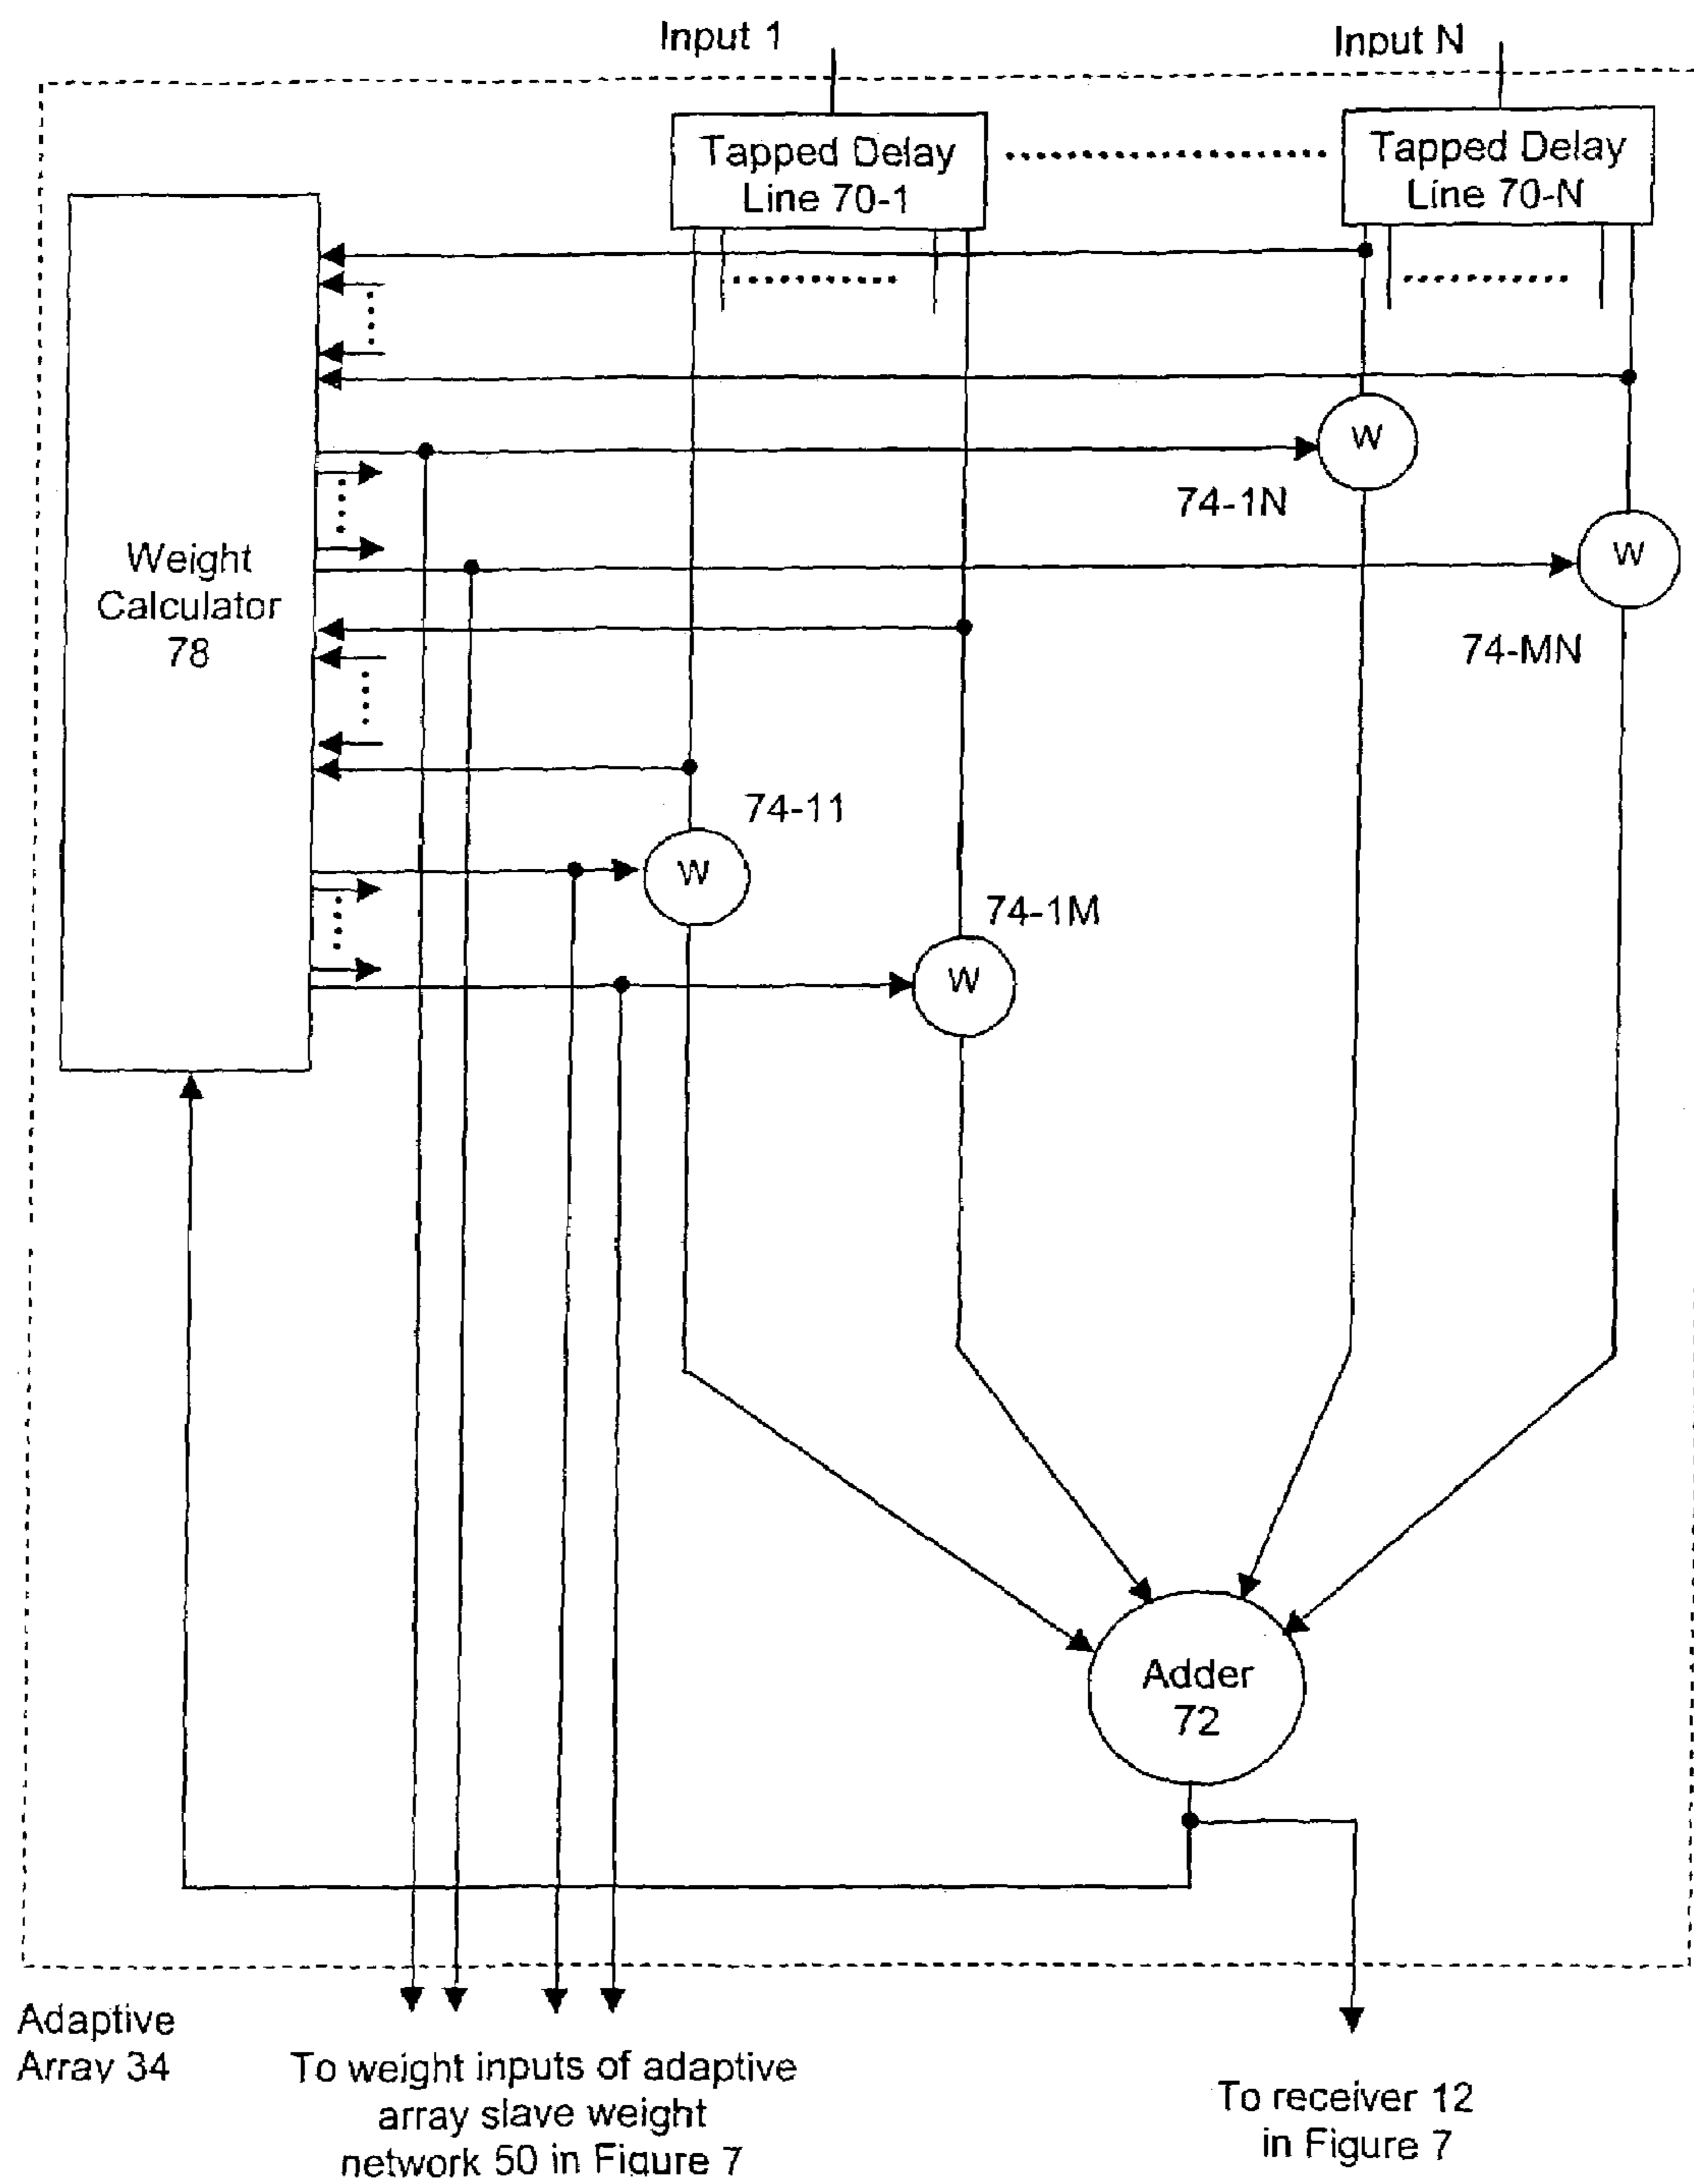 Input 1
Input N
Tapped Delay
Line 70-1
Tapped Delay
Line 70-N
W
74-1N
W
74-MN
Weight
Calculator
78
74-11
W
74-1M
W
Adder
72
Adaptive
Array 34
To weight inputs of adaptive
array slave weight
network 50 in Figure 7
To receiver 12
in Figure 7